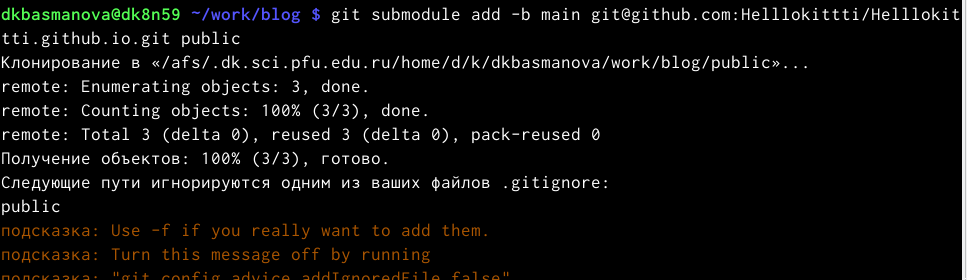 dkbasmanova@dk8n59 ~/work/blog $ git submodule add -b main git@github.com:Helllokittti/Helllokit
tti.github.io.git public
Клонирование в «/afs/.dk.sci.pfu.edu.ru/home/d/k/dkbasmanova/work/blog/public»...
remote: Enumerating objects: 3, done.
remote: Counting objects: 100% (3/3), done.
remote: Total 3 (delta 0), reused 3 (delta 0), pack-reused 0
Получение объектов: 100% (3/3), готово.
Следующие пути игнорируются одним из ваших файлов .gitignore:
public
подсказка: Use -f if you really want to add them.
подсказка: Turn this message off by running
подсказка: "git config advice.addIgnoredFile false"